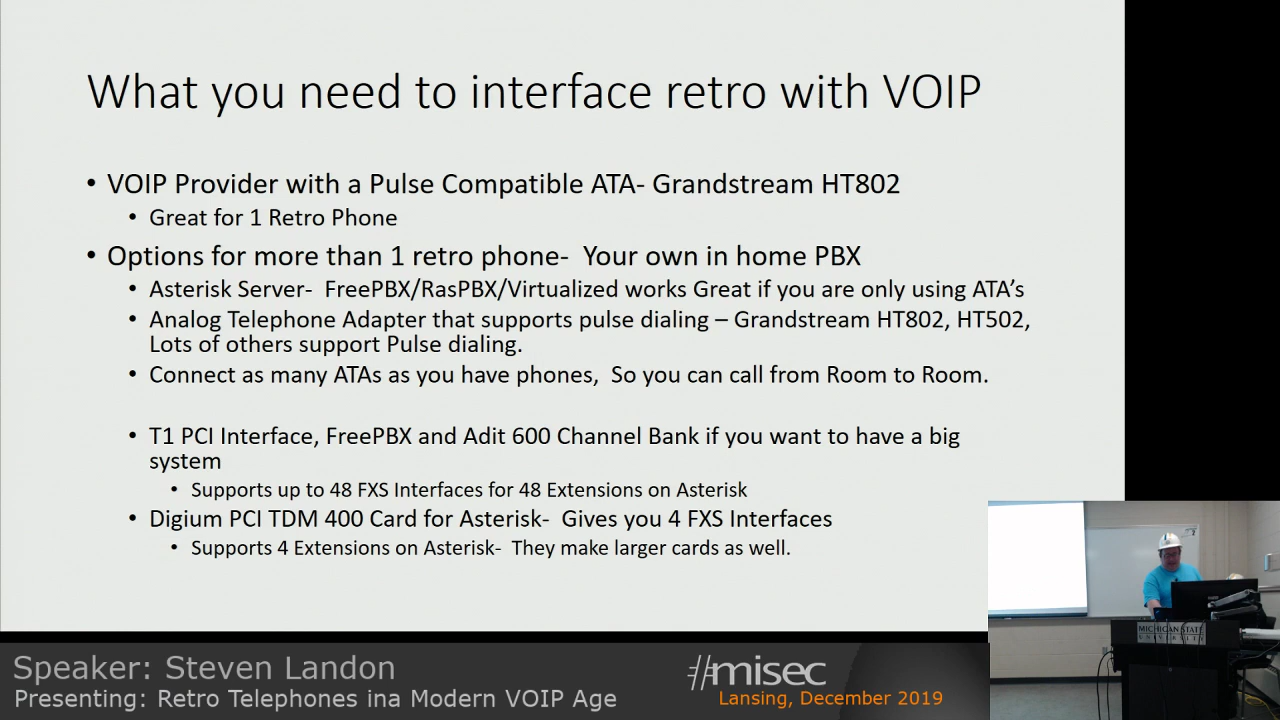 What you need to interface retro with VOIP
• VOIP Provider with a Pulse Compatible ATA- Grandstream HT802
• Great for 1 Retro Phone
• Options for more than 1 retro phone- Your own in home PBX
• Asterisk Server- FreePBX/RasPBX/Virtualized works Great if you are only using ATA’s
• Analog Telephone Adapter that supports pulse dialing – Grandstream HT802, HT502,
Lots of others support Pulse dialing.
• Connect as many ATAs as you have phones, So you can call from Room to Room.
• T1 PCI Interface, FreePBX and Adit 600 Channel Bank if you want to have a big
system
• Supports up to 48 FXS Interfaces for 48 Extensions on Asterisk
• Digium PCI TDM 400 Card for Asterisk- Gives you 4 FXS Interfaces
• Supports 4 Extensions on Asterisk- They make larger cards as well.
MICHIGAN STATE
UNIVERSITY
Speaker: Steven Landon
Presenting: Retro Telephones ina Modern VOIP Age
#misec
Lansing, December 2019